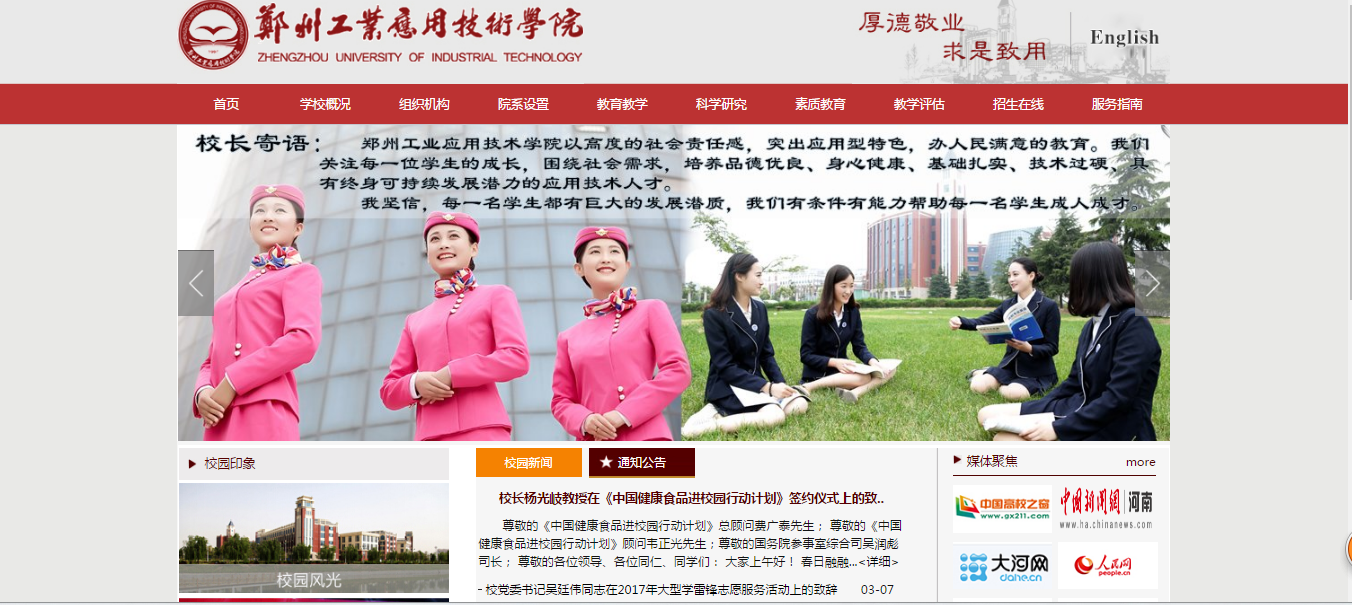 鄭州工業應用技術學院
ZHENGZHOU UNIVERSITY OF INDUSTRIAL TECHNOLOGY
厚德敬业
求是致用
English
首页 学校概况 组织机构 院系设置 教育教学 科学研究 素质教育 教学评估 招生在线 服务指南
校长寄语： 郑州工业应用技术学院以高度的社会责任感，突出应用型特色，办人民满意的教育。我们
关注每一位学生的成长，围绕社会需求，培养品德优良、身心健康、基础扎实、技术过硬、具
有终身可持续发展潜力的应用技术人才。
我坚信，每一名学生都有巨大的发展潜质，我们有条件有能力帮助每一名学生成人成才。
校园印象
校园风光
校园新闻 ★ 通知公告
校长杨光岐教授在《中国健康食品进校园行动计划》签约仪式上的致..
尊敬的《中国健康食品进校园行动计划》总顾问费广泰先生； 尊敬的《中国
健康食品进校园行动计划》顾问韦正光先生；尊敬的国务院参事室综合司吴润彪
司长； 尊敬的各位领导、各位同仁、同学们： 大家上午好！ 春日融融...<详细>
- 校党委书记吴廷伟同志在2017年大型学雷锋志愿服务活动上的致辞 03-07
媒体聚焦 more
中国高校之窗
www.gx211.com
中国新闻网 河南
www.ha.chinanews.com
大河网
dahe.cn
人民网
people.cn